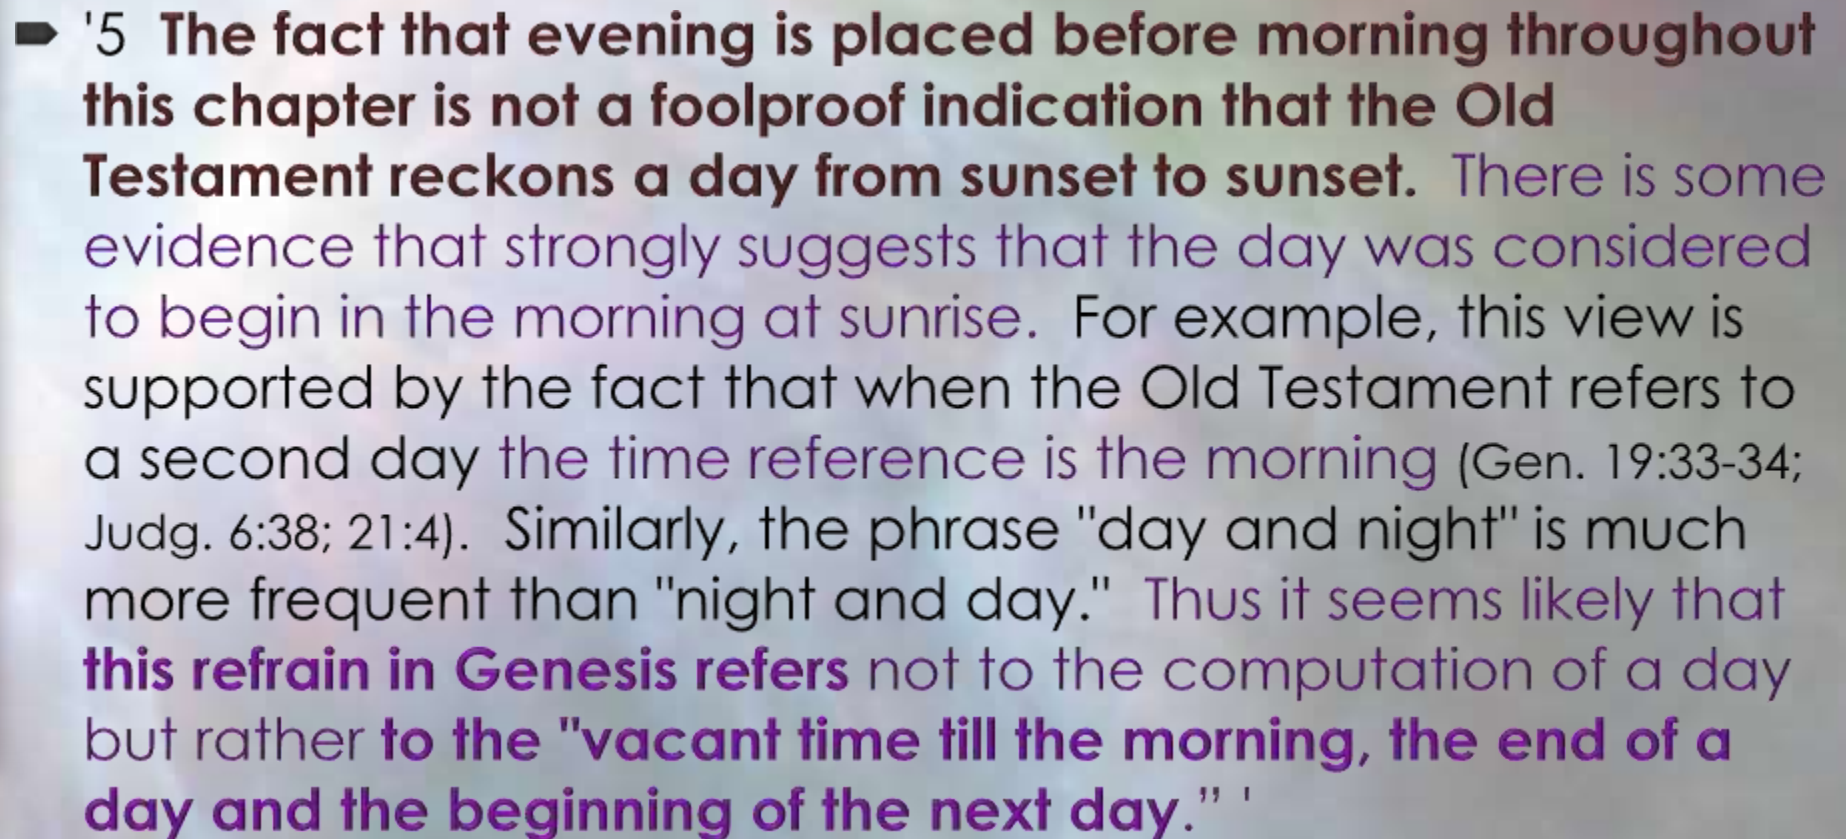 '5 The fact that evening is placed before morning throughout
this chapter is not a foolproof indication that the Old
Testament reckons a day from sunset to sunset. There is some
evidence that strongly suggests that the day was considered
to begin in the morning at sunrise. For example, this view is
supported by the fact that when the Old Testament refers to
a second day the time reference is the morning (Gen. 19:33-34;
Judg. 6:38; 21:4). Similarly, the phrase "day and night" is much
more frequent than "night and day." Thus it seems likely that
this refrain in Genesis refers not to the computation of a day
but rather to the "vacant time till the morning, the end of a
day and the beginning of the next day.” '